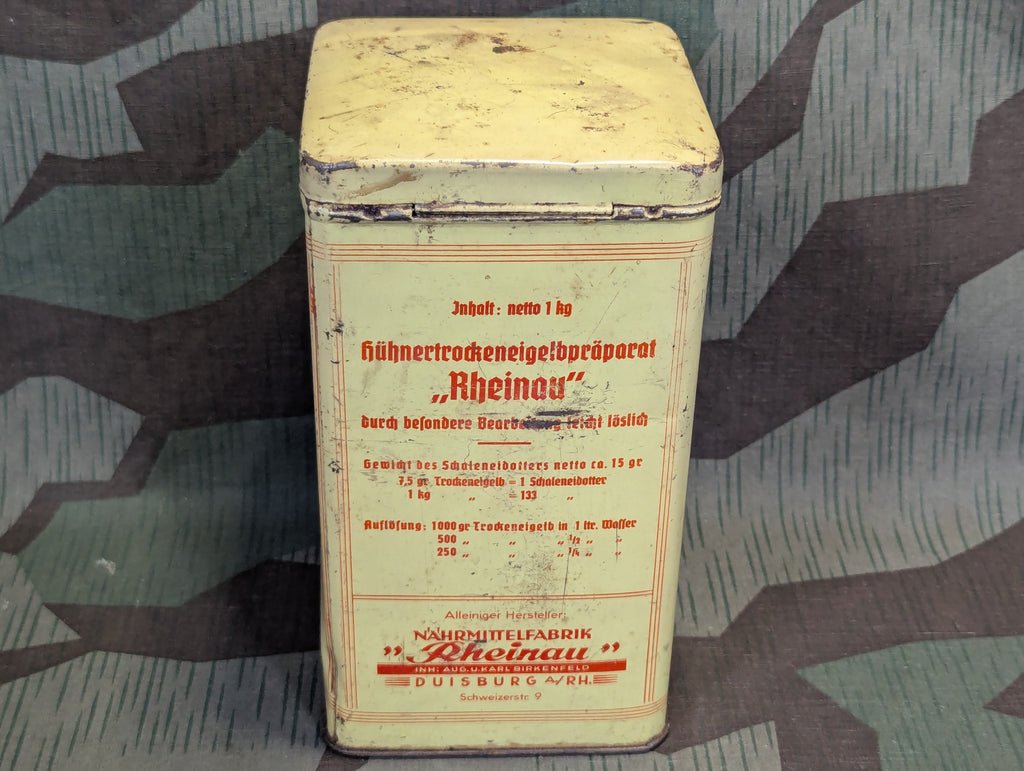 Inhalt: netto 1 kg
Hühnertrockeneigelbpräparat
„Rheinau“
durch besondere Bearbeitung leicht löslich
Gewicht des Schaleneidotters netto ca. 15 gr
7,5 gr Trockeneigelb = 1 Schaleneidotter
1 kg „ = 133 „
Auflösung: 1000 gr Trockeneigelb in 1 ltr. Wasser
500 „ „ „ 1/2 „ „
250 „ „ „ 1/4 „ „
Alleiniger Hersteller:
NÄHRMITTELFABRIK
„Rheinau”
INH: AUG. U. KARL BIRKENFELD
DUISBURG A/RH.
Schweizerstr. 9